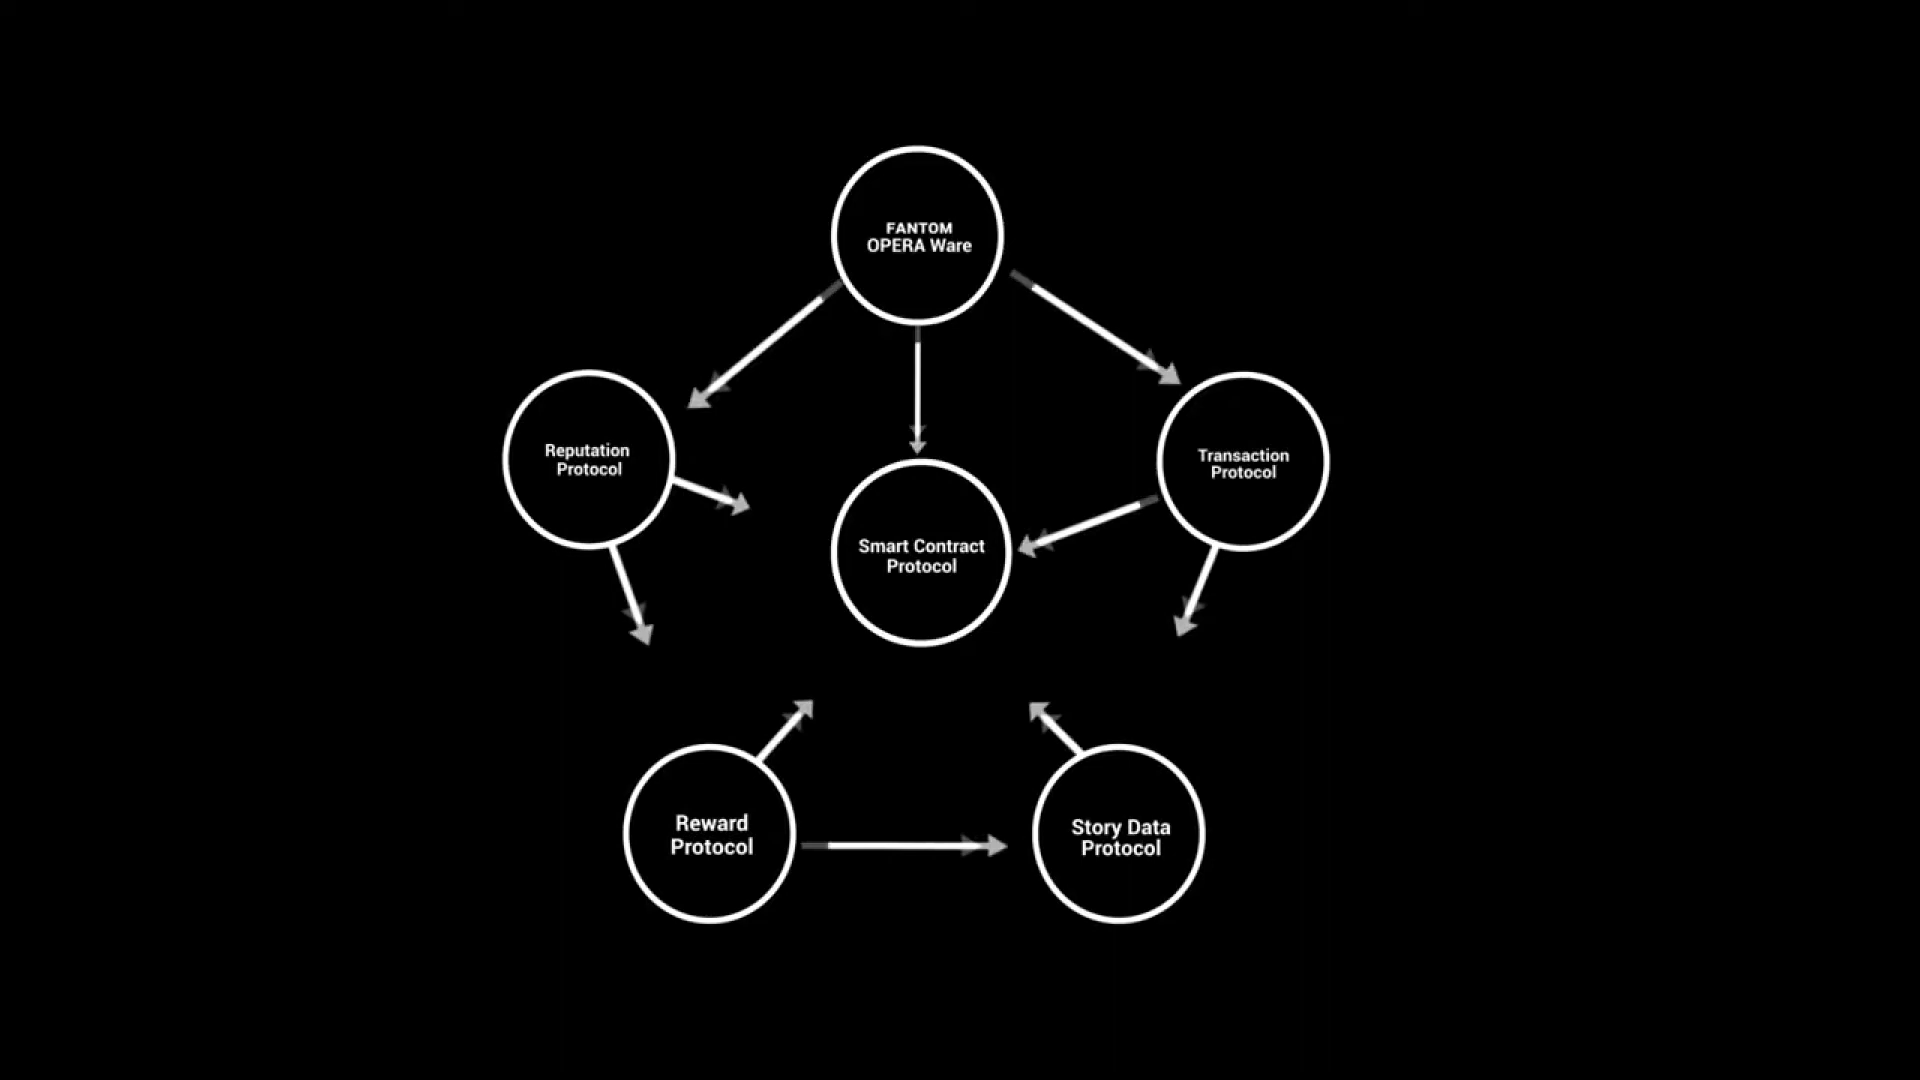 FANTOM
OPERA Ware
Reputation
Protocol
Transaction
Protocol
Smart Contract
Protocol
Reward
Protocol
Story Data
Protocol